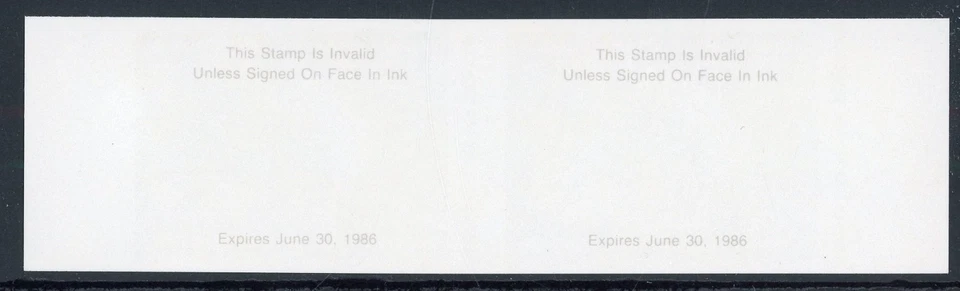 This Stamp Is Invalid
Unless Signed On Face In Ink
Expires June 30, 1986
This Stamp Is Invalid
Unless Signed On Face In Ink
Expires June 30, 1986